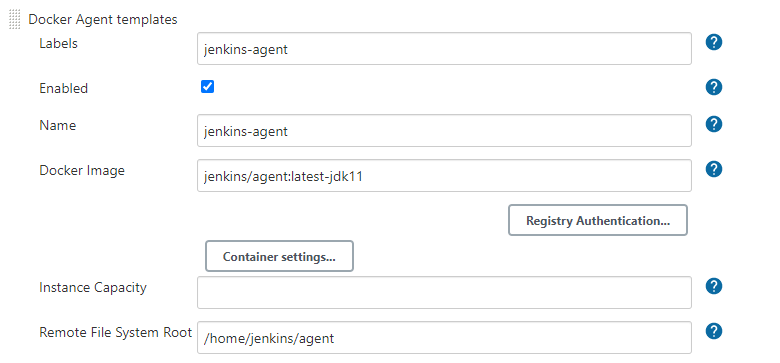 Docker Agent templates
Labels
jenkins-agent
?
Enabled
?
Name
jenkins-agent
?
Docker Image
jenkins/agent:latest-jdk11
?
Registry Authentication...
Container settings...
Instance Capacity
?
Remote File System Root
/home/jenkins/agent
?